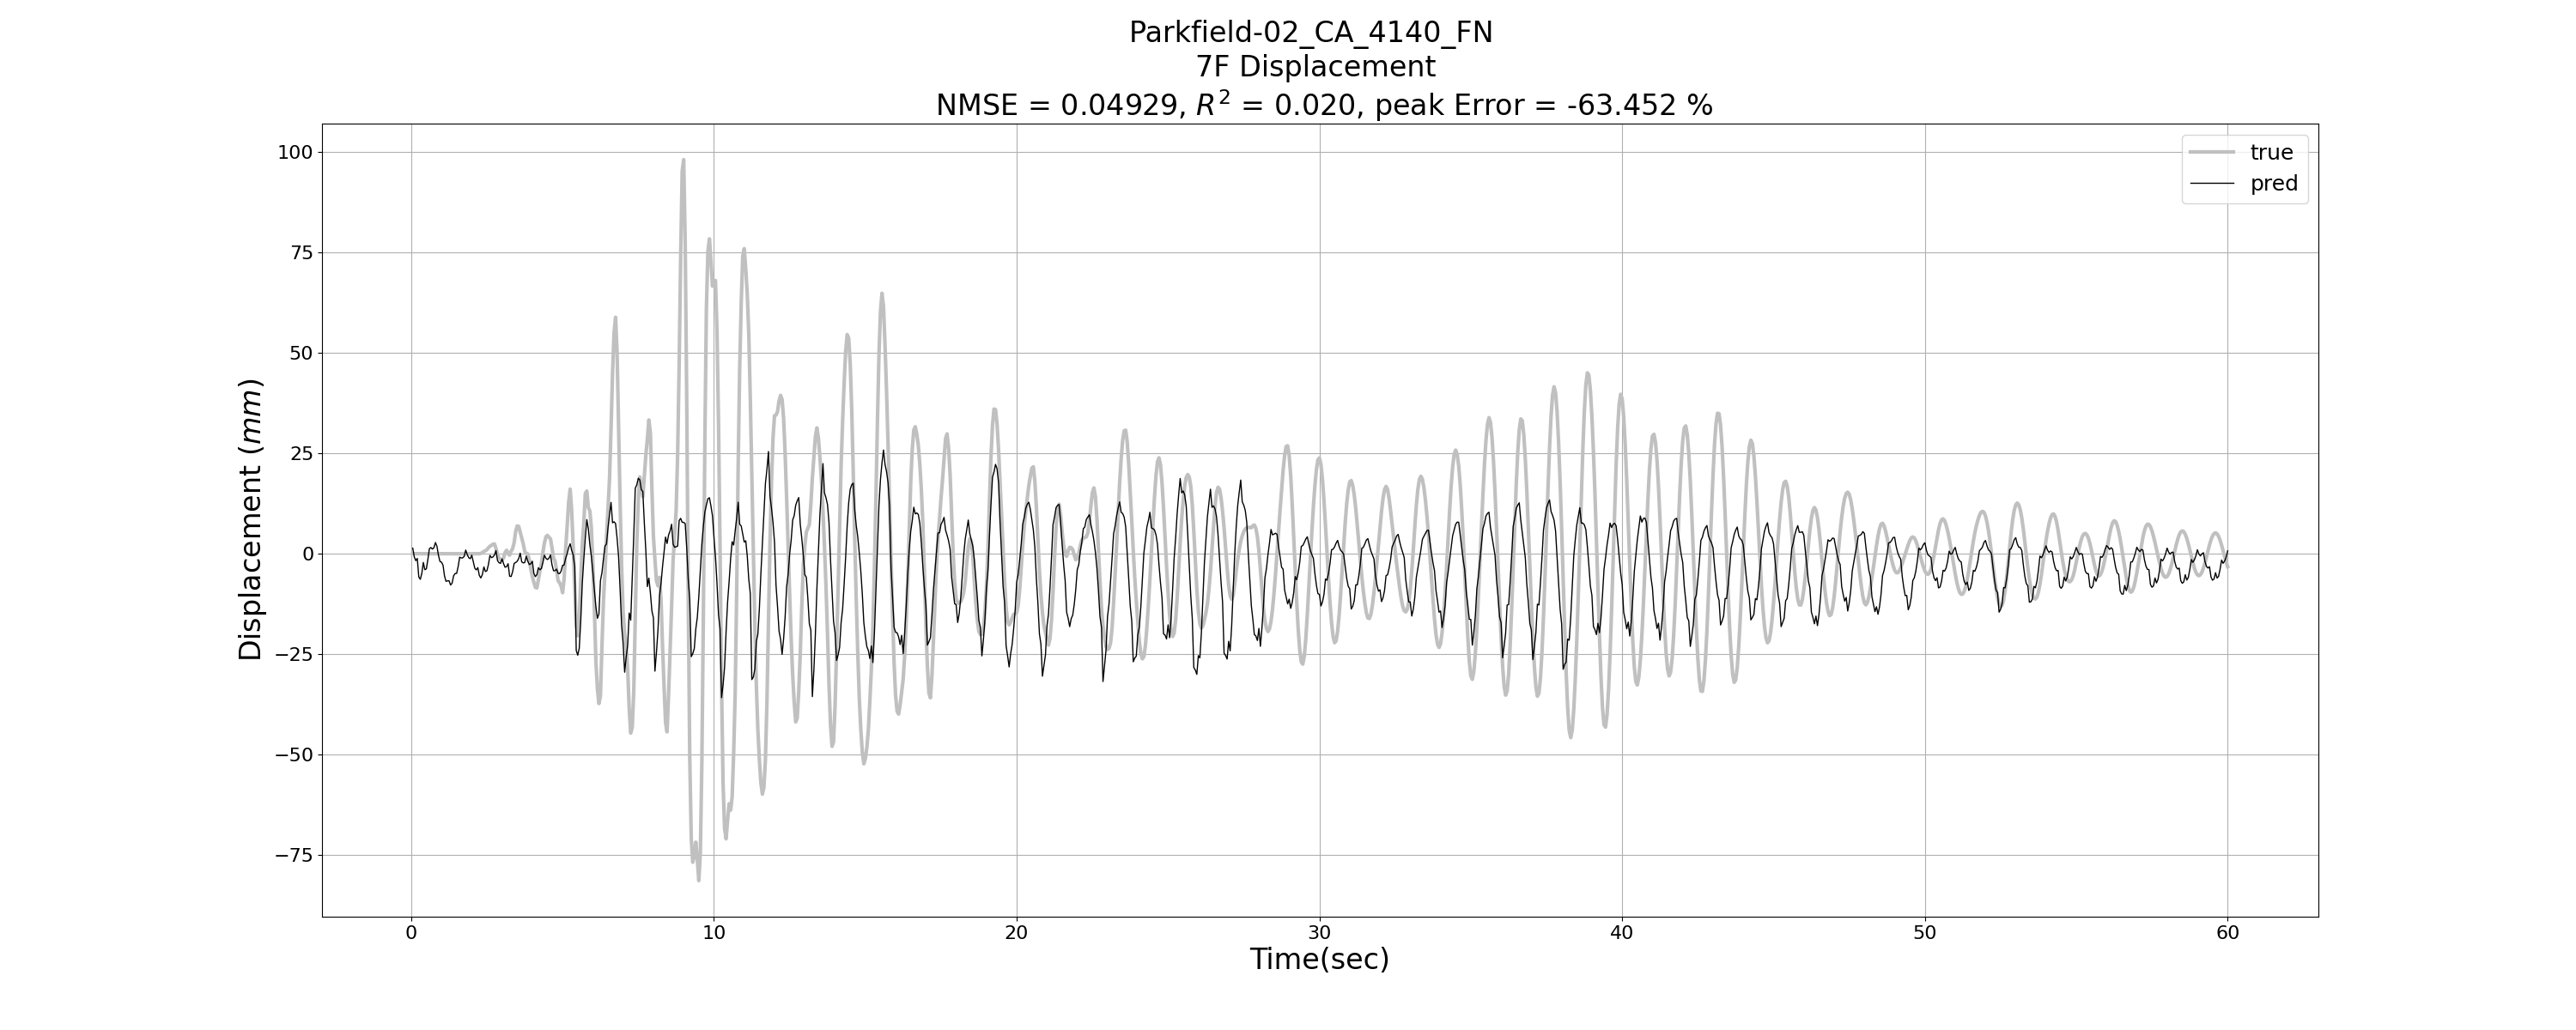 Parkfield-02_CA_4140_FN
7F Displacement
NMSE = 0.04929, R² = 0.020, peak Error = -63.452 %
true
pred
Displacement (mm)
100
75
50
25
0
−25
−50
−75
0 10 20 30 40 50 60
Time(sec)